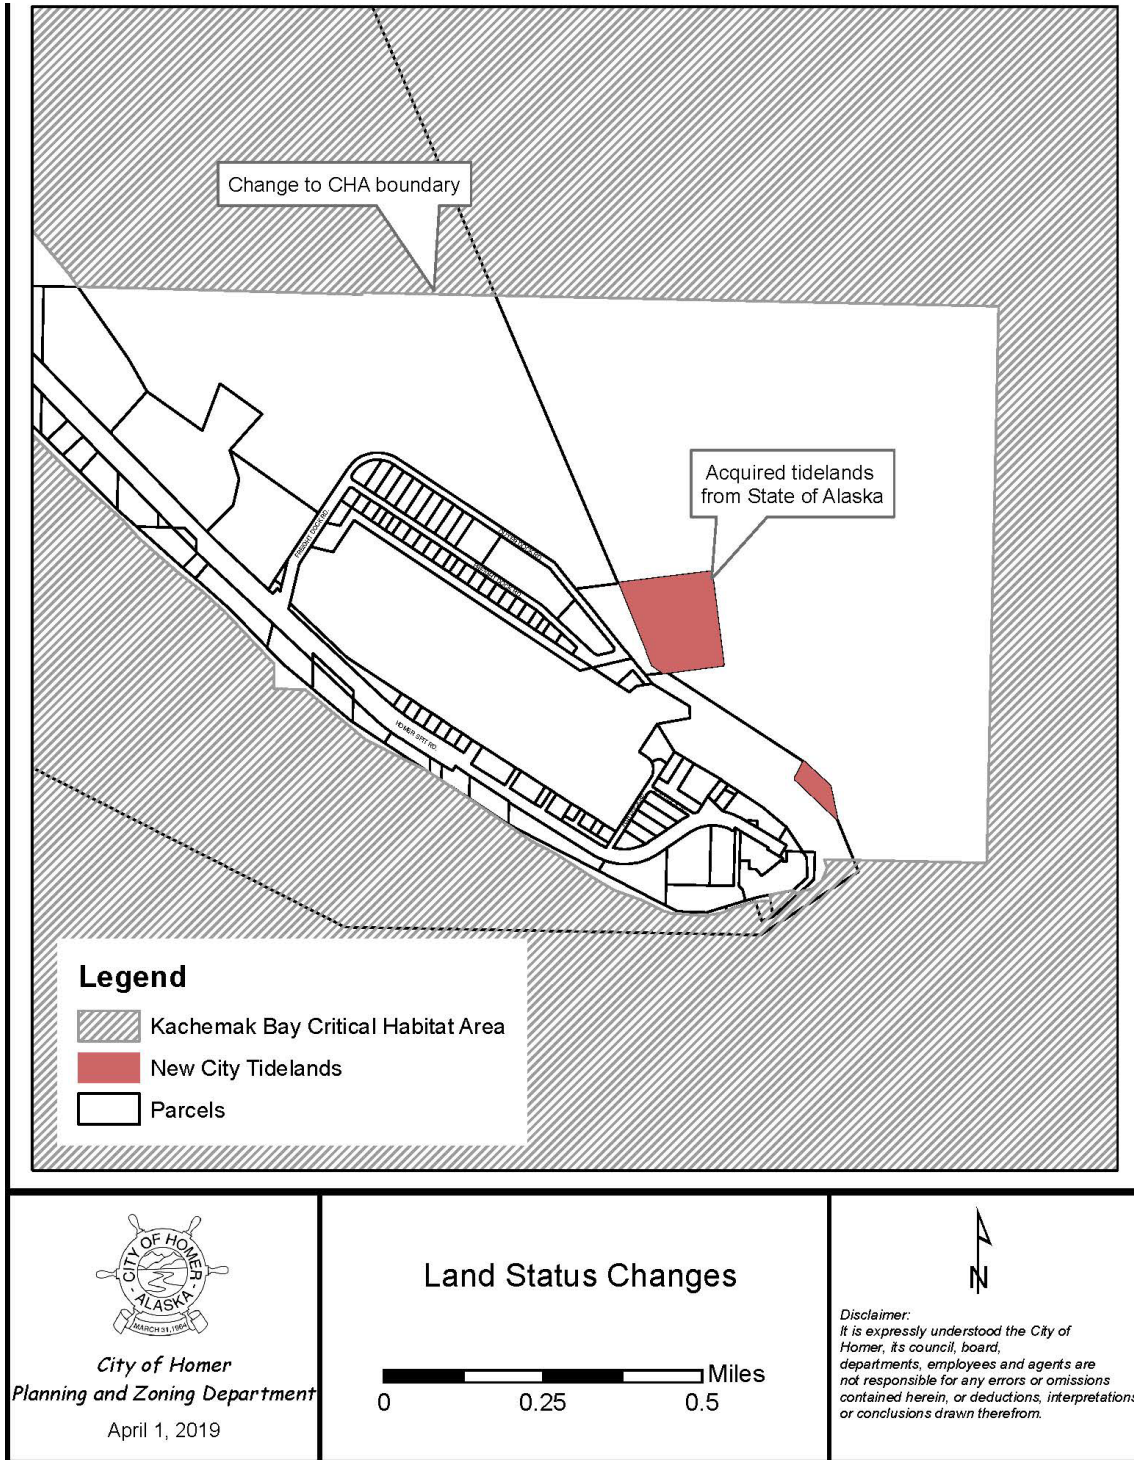 Change to CHA boundary
Acquired tidelands
from State of Alaska
FREIGHT DOCK RD.
HOMER SPIT RD.
Legend
Kachemak Bay Critical Habitat Area
New City Tidelands
Parcels
CITY OF HOMER
- ALASKA -
MARCH 31, 1964
City of Homer
Planning and Zoning Department
April 1, 2019
Land Status Changes
Miles
0
0.25
0.5
N
Disclaimer:
It is expressly understood the City of
Homer, its council, board,
departments, employees and agents are
not responsible for any errors or omissions
contained herein, or deductions, interpretations
or conclusions drawn therefrom.